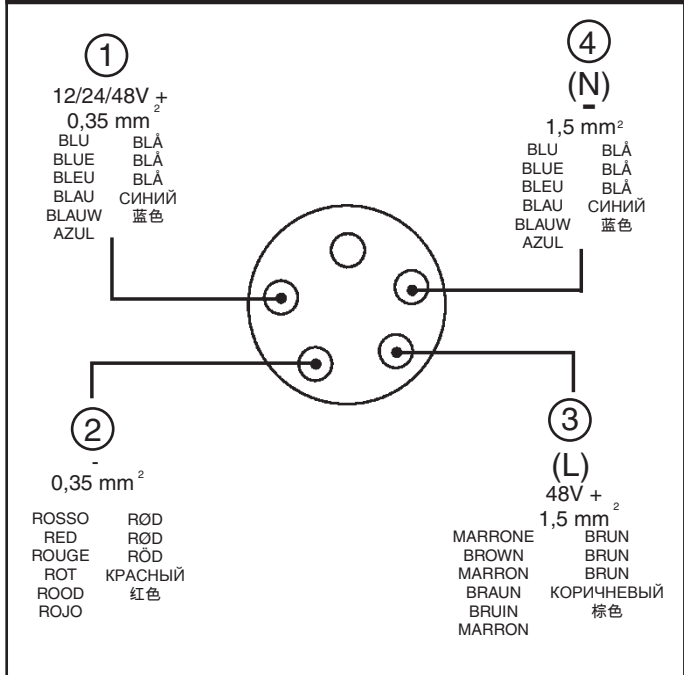 1
12/24/48V +
0,35 mm²
BLU BLÅ
BLUE BLÅ
BLEU BLÅ
BLAU СИНИЙ
BLAUW 蓝色
AZUL
4
(N)
-
1,5 mm²
BLU BLÅ
BLUE BLÅ
BLEU BLÅ
BLAU СИНИЙ
BLAUW 蓝色
AZUL
2
-
0,35 mm²
ROSSO RØD
RED RØD
ROUGE RÖD
ROT КРАСНЫЙ
ROOD 红色
ROJO
3
(L)
48V +
1,5 mm²
MARRONE BRUN
BROWN BRUN
MARRON BRUN
BRAUN КОРИЧНЕВЫЙ
BRUIN 棕色
MARRON